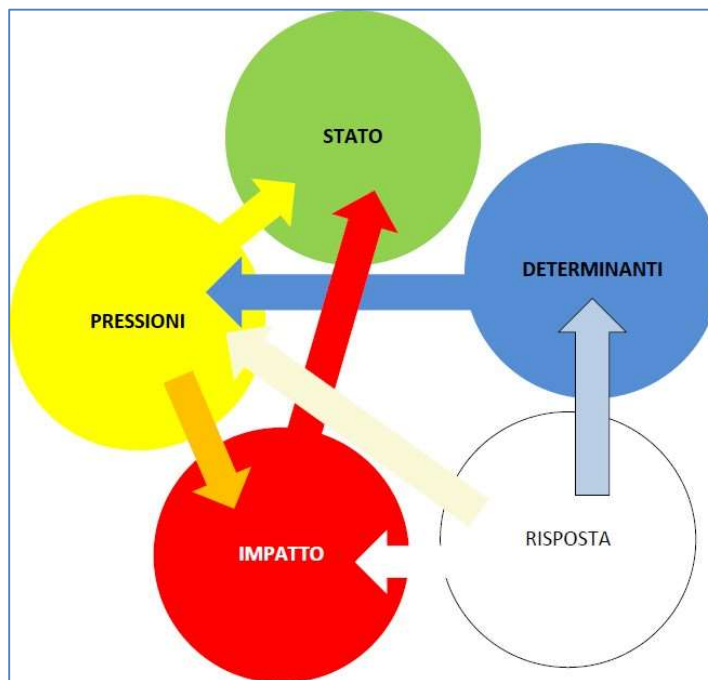 STATO
DETERMINANTI
PRESSIONI
RISPOSTA
IMPATTO